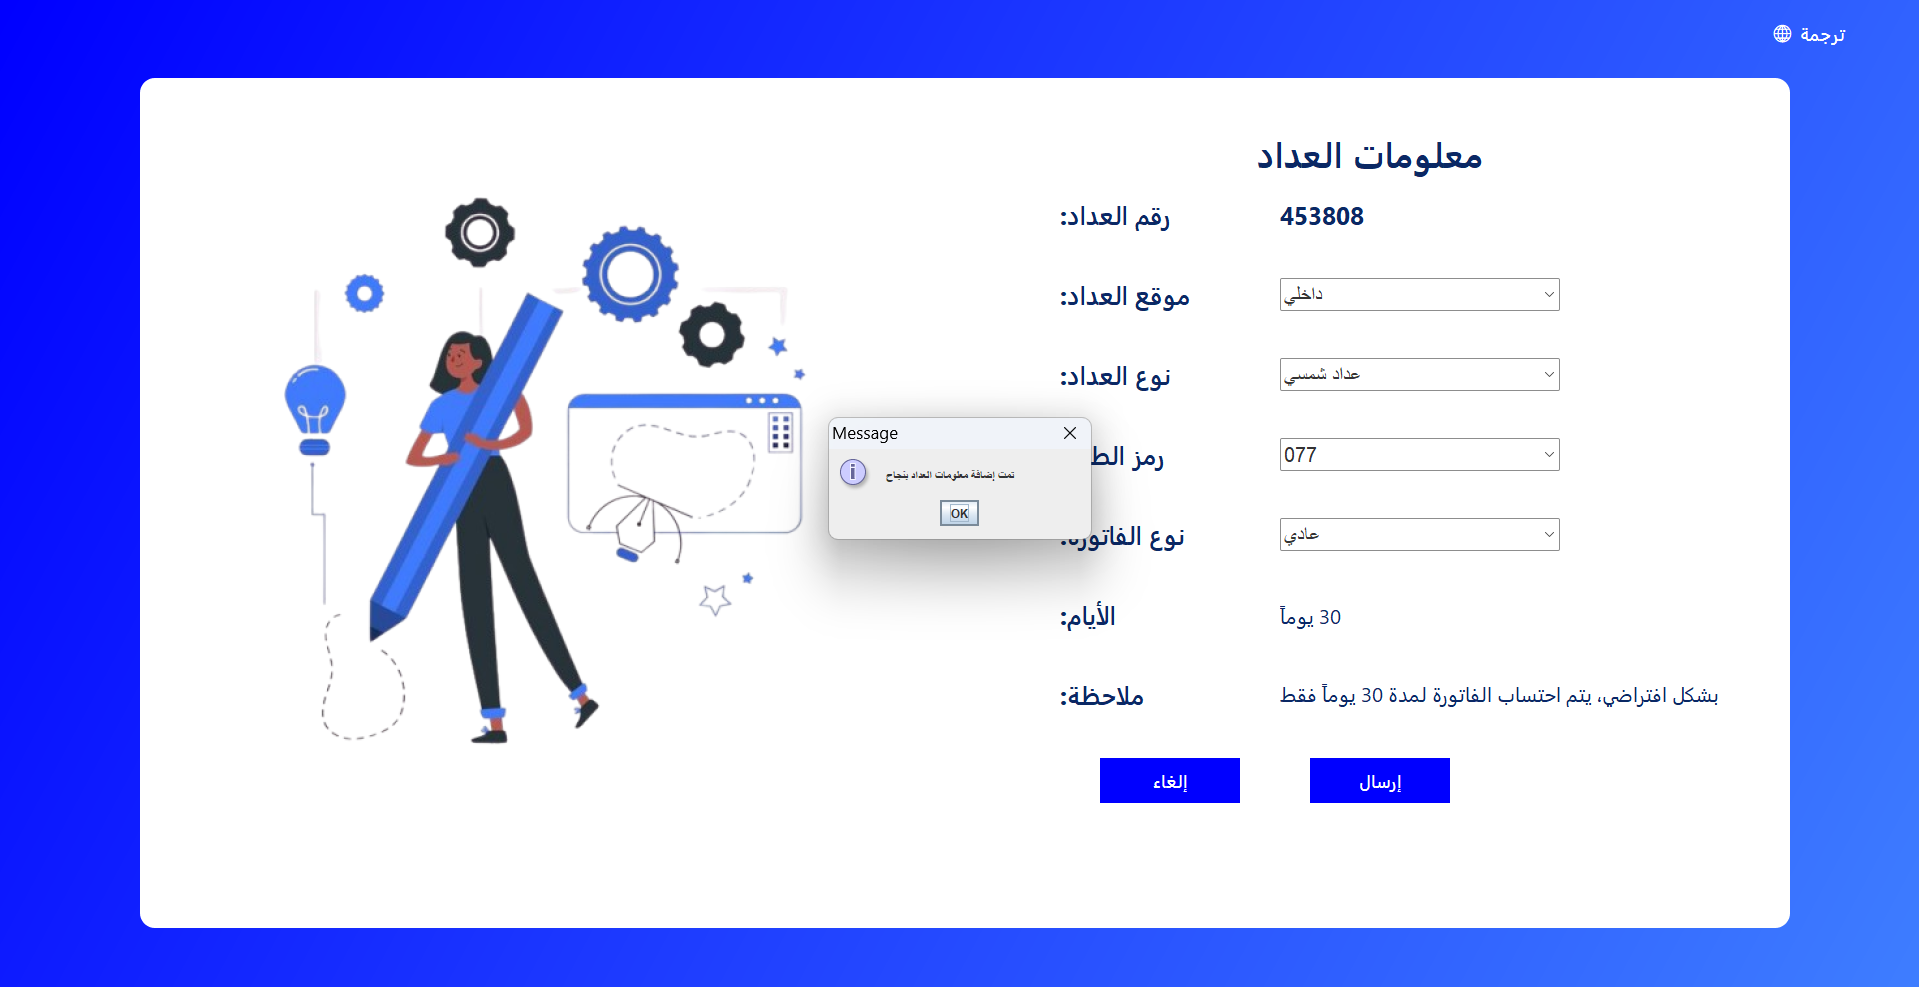 ترجمة
معلومات العداد
رقم العداد: 453808
موقع العداد: داخلي
نوع العداد: عداد شمسي
Message
رمز 077
تمت إضافة معلومات العداد بنجاح
OK
نوع الفاتورة: عادي
الأيام: 30 يوماً
ملاحظة: بشكل افتراضي، يتم احتساب الفاتورة لمدة 30 يوماً فقط
إلغاء
إرسال